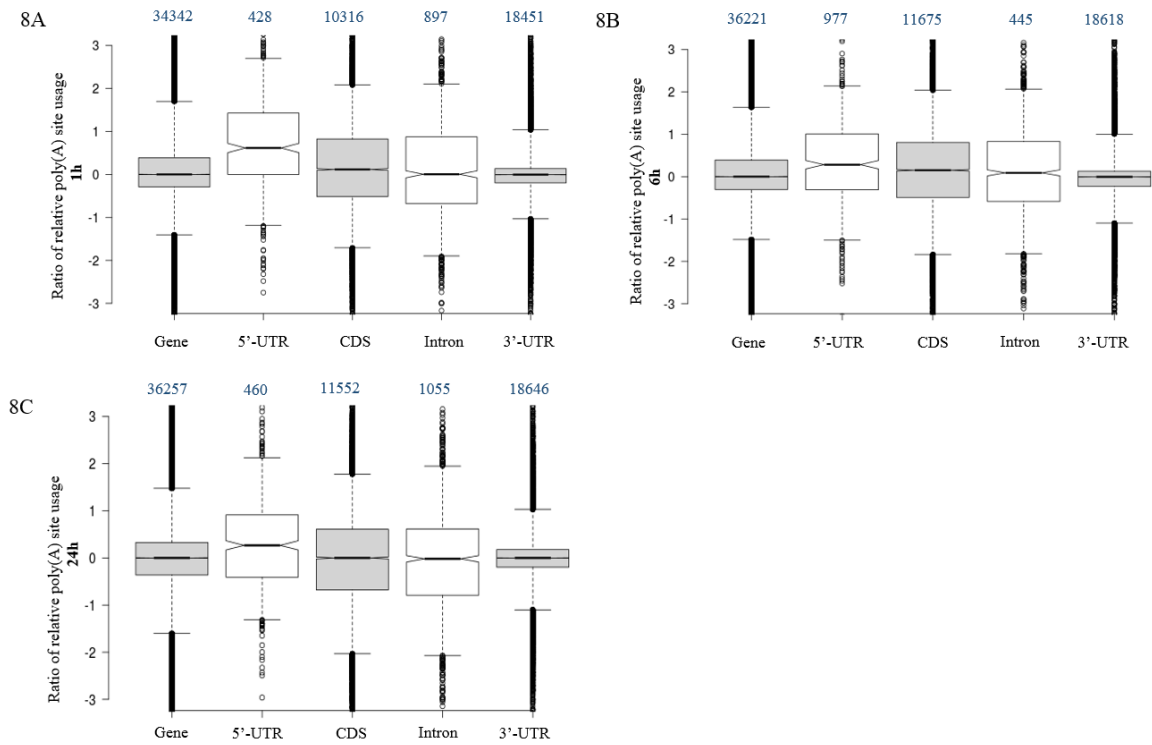 8A
34342 428 10316 897 18451
Ratio of relative poly(A) site usage
1h
3
2
1
0
-1
-2
-3
Gene 5’-UTR CDS Intron 3’-UTR
8B
36221 977 11675 445 18618
Ratio of relative poly(A) site usage
6h
3
2
1
0
-1
-2
-3
Gene 5’-UTR CDS Intron 3’-UTR
8C
36257 460 11552 1055 18646
Ratio of relative poly(A) site usage
24h
3
2
1
0
-1
-2
-3
Gene 5’-UTR CDS Intron 3’-UTR